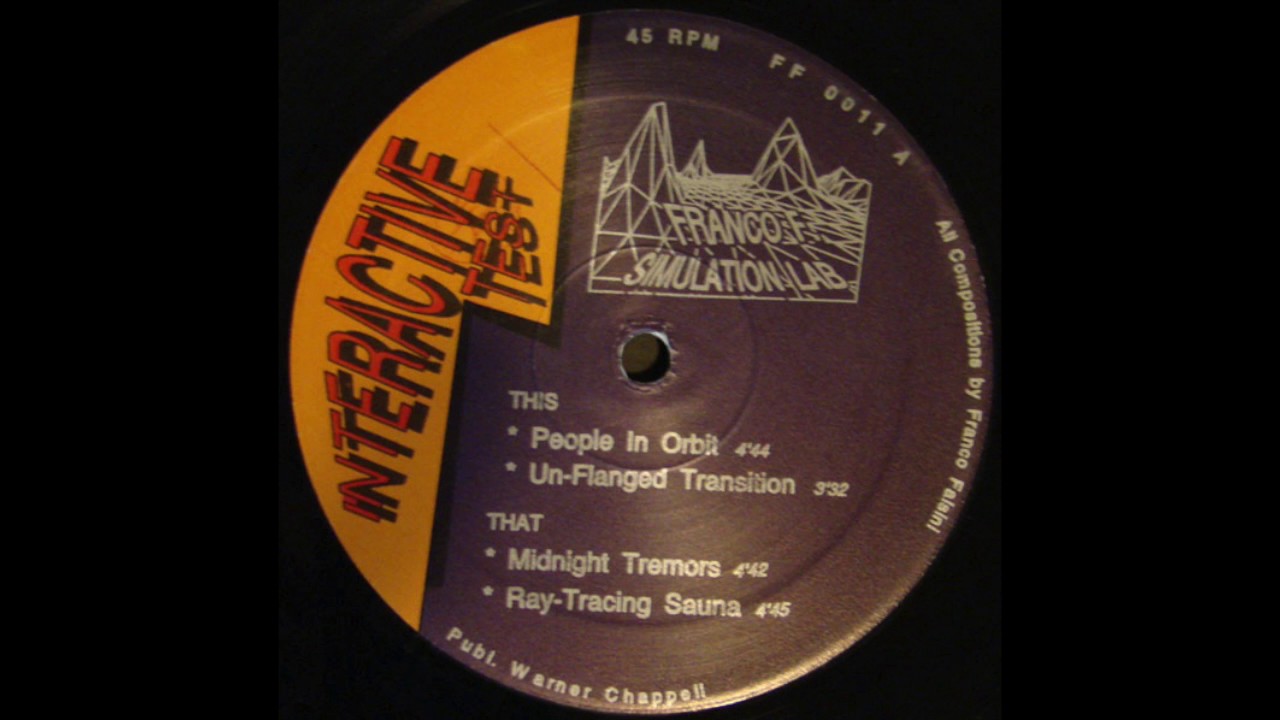 45 RPM
FF 0011 A
FRANCO F.
SIMULATION LAB
INTERACTIVE
TEST
THIS
* People In Orbit 4'44
* Un-Flanged Transition 3'32
THAT
* Midnight Tremors 4'42
* Ray-Tracing Sauna 4'45
All Compositions by Franco Falsini
Publ. Warner Chappell